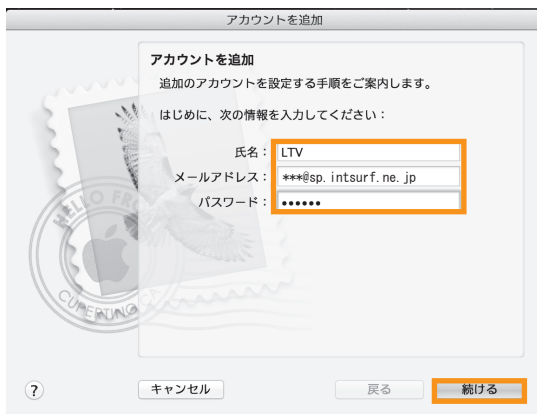 アカウントを追加
アカウントを追加
追加のアカウントを設定する手順をご案内します。
はじめに、次の情報を入力してください：
氏名： LTV
メールアドレス： ***@sp.intsurf.ne.jp
パスワード： ••••••
HELLO FRO
CUPERTINO CA
? キャンセル 戻る 続ける